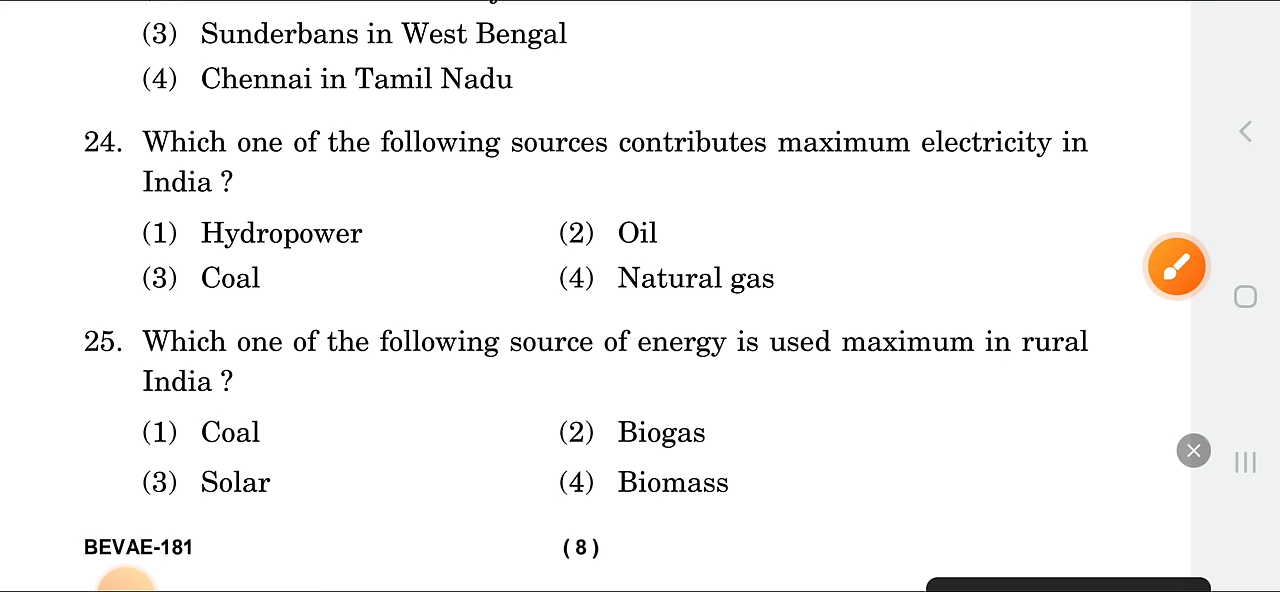 (3) Sunderbans in West Bengal
(4) Chennai in Tamil Nadu
24. Which one of the following sources contributes maximum electricity in
India ?
(1) Hydropower (2) Oil
(3) Coal (4) Natural gas
25. Which one of the following source of energy is used maximum in rural
India ?
(1) Coal (2) Biogas
(3) Solar (4) Biomass
BEVAE-181 ( 8 )